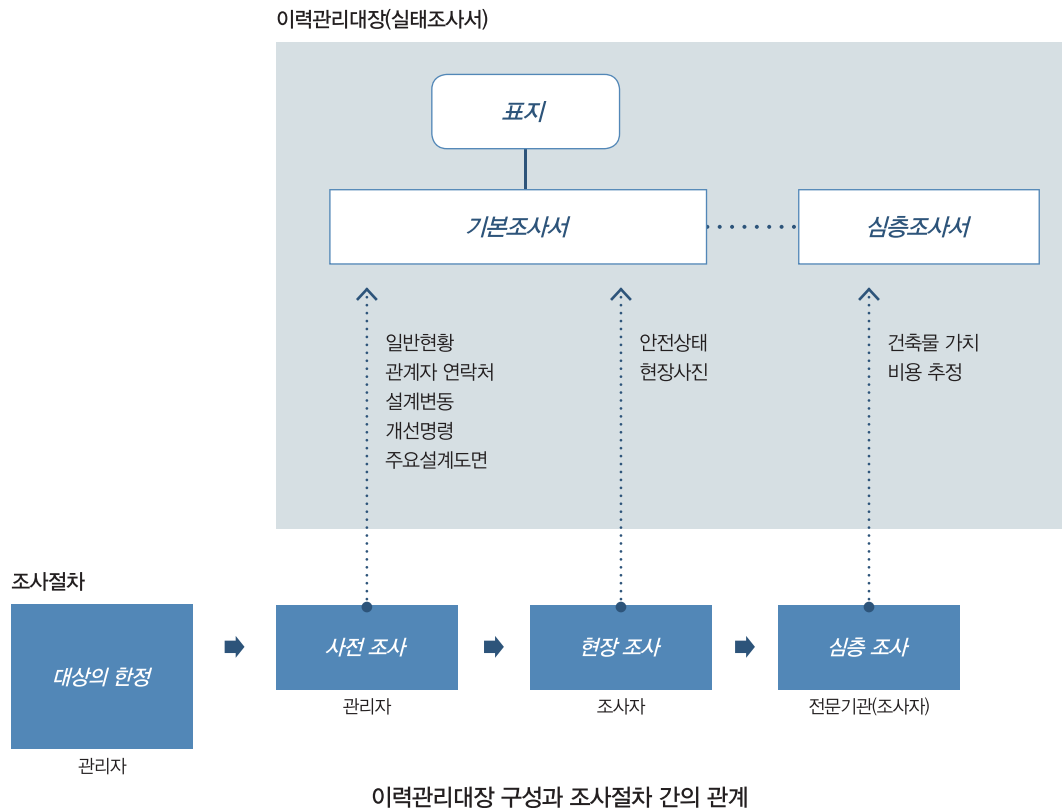 이력관리대장(실태조사서)
표지
기본조사서
심층조사서
일반현황
관계자 연락처
설계변동
개선명령
주요설계도면
안전상태
현장사진
건축물 가치
비용 추정
조사절차
대상의 한정
관리자
사전 조사
관리자
현장 조사
조사자
심층 조사
전문기관(조사자)
이력관리대장 구성과 조사절차 간의 관계